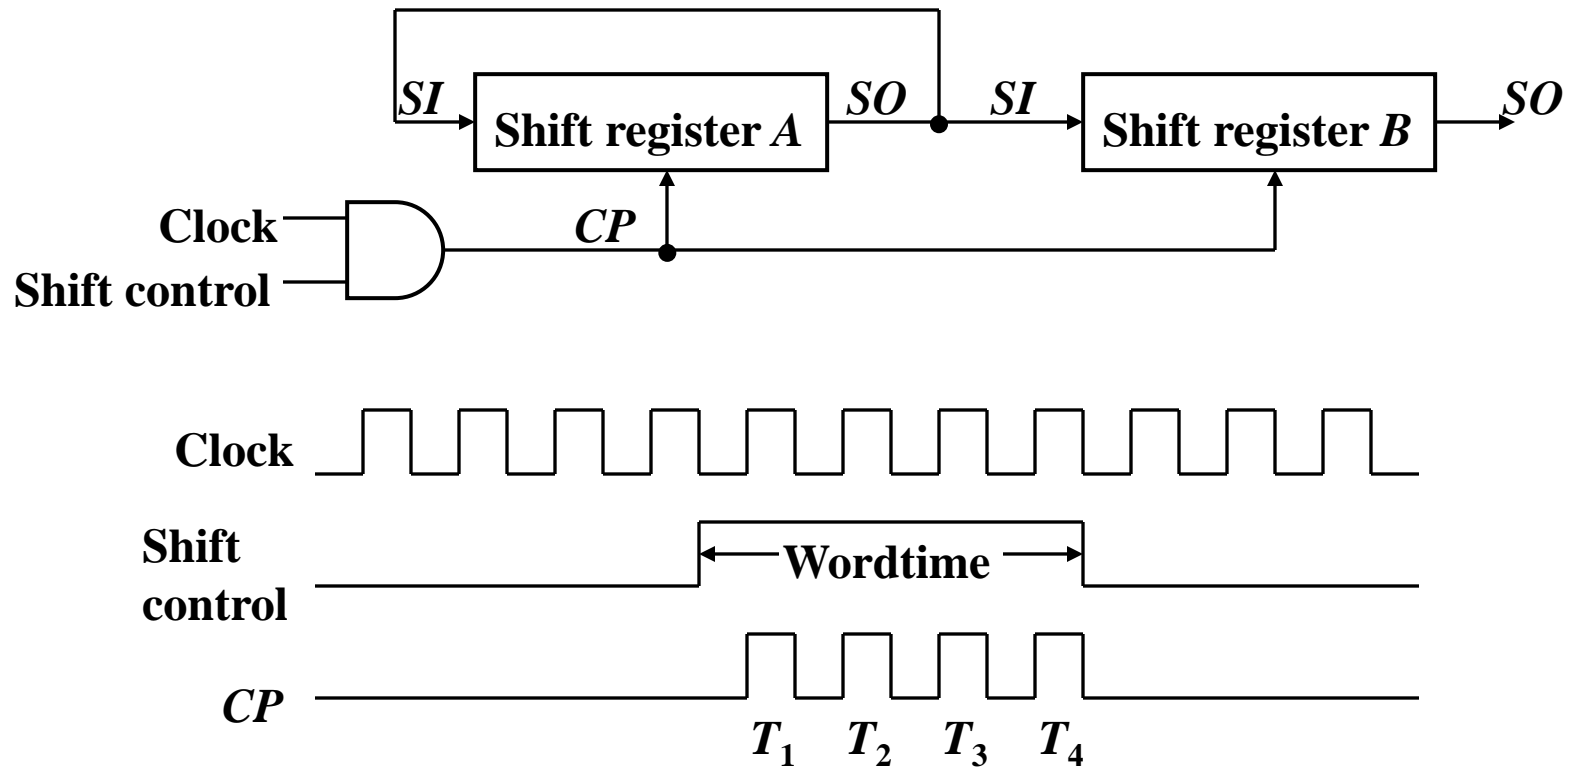 SI
Shift register A
SO
SI
Shift register B
SO
Clock
CP
Shift control
Clock
Shift
control
Wordtime
CP
T1
T2
T3
T4